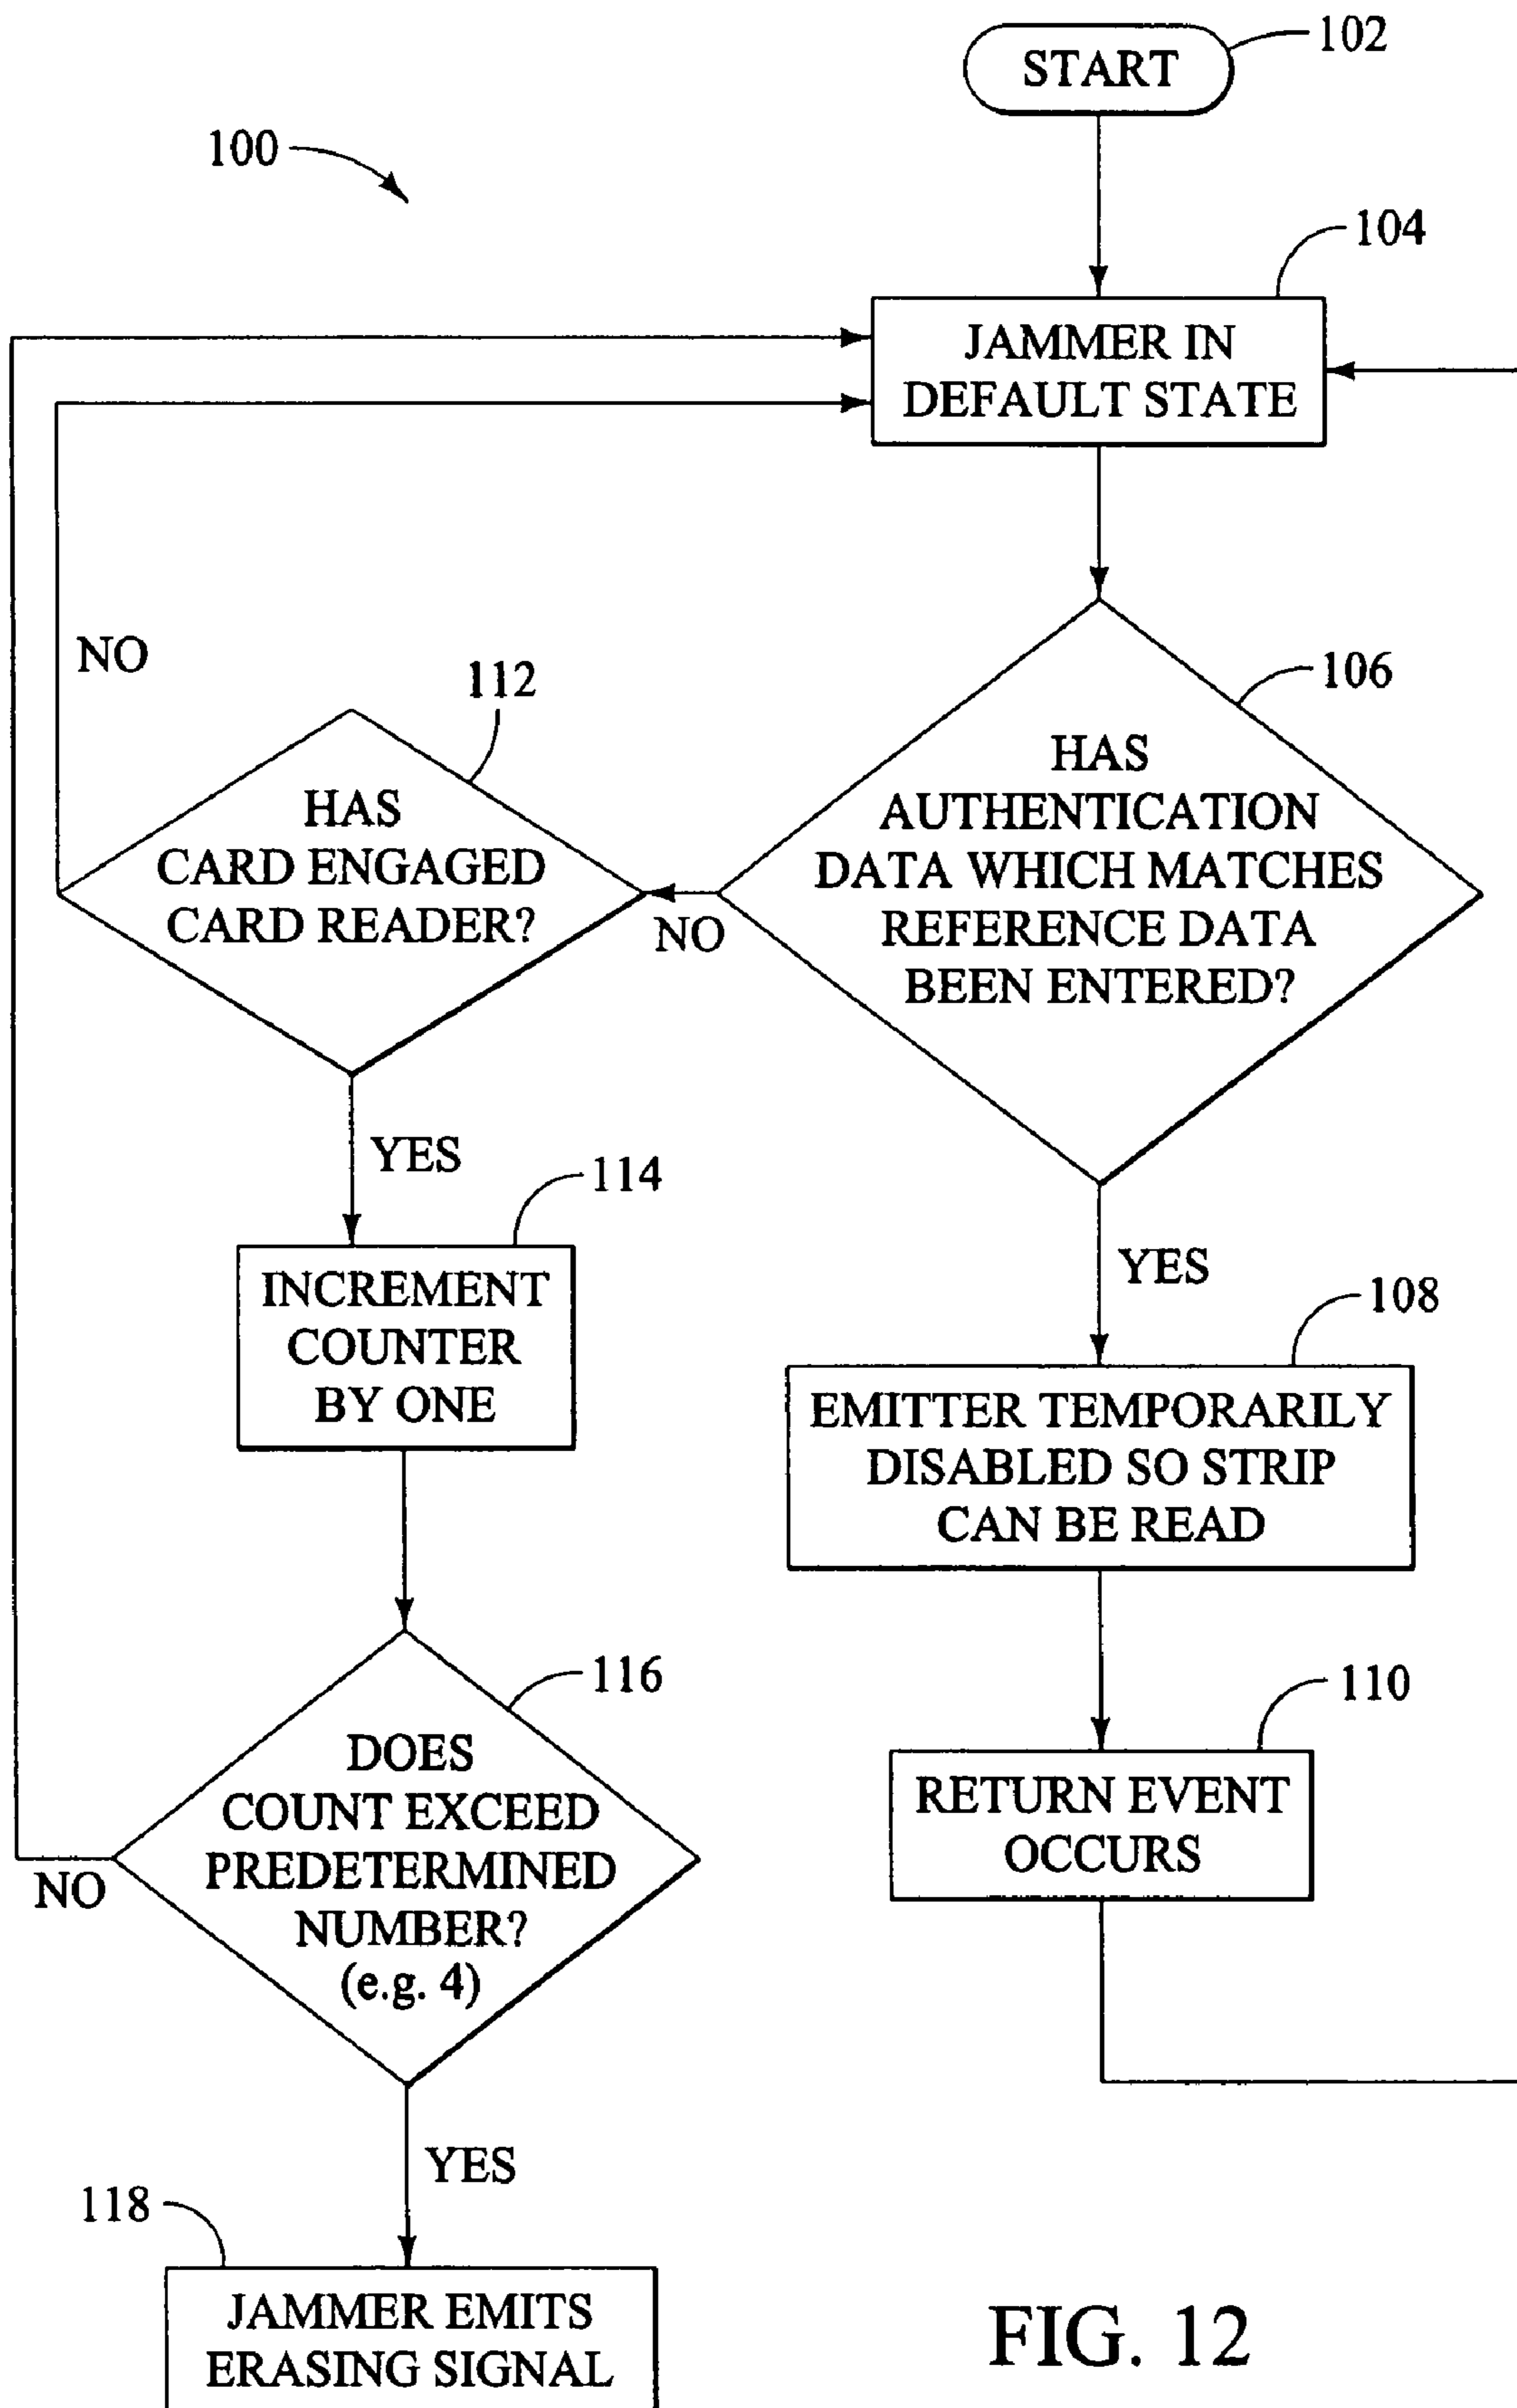 START
102
100
104
JAMMER IN
DEFAULT STATE
NO
112
106
HAS
CARD ENGAGED
CARD READER?
NO
HAS
AUTHENTICATION
DATA WHICH MATCHES
REFERENCE DATA
BEEN ENTERED?
YES
114
YES
108
INCREMENT
COUNTER
BY ONE
EMITTER TEMPORARILY
DISABLED SO STRIP
CAN BE READ
116
110
DOES
COUNT EXCEED
PREDETERMINED
NUMBER?
(e.g. 4)
NO
RETURN EVENT
OCCURS
YES
118
JAMMER EMITS
ERASING SIGNAL
FIG. 12